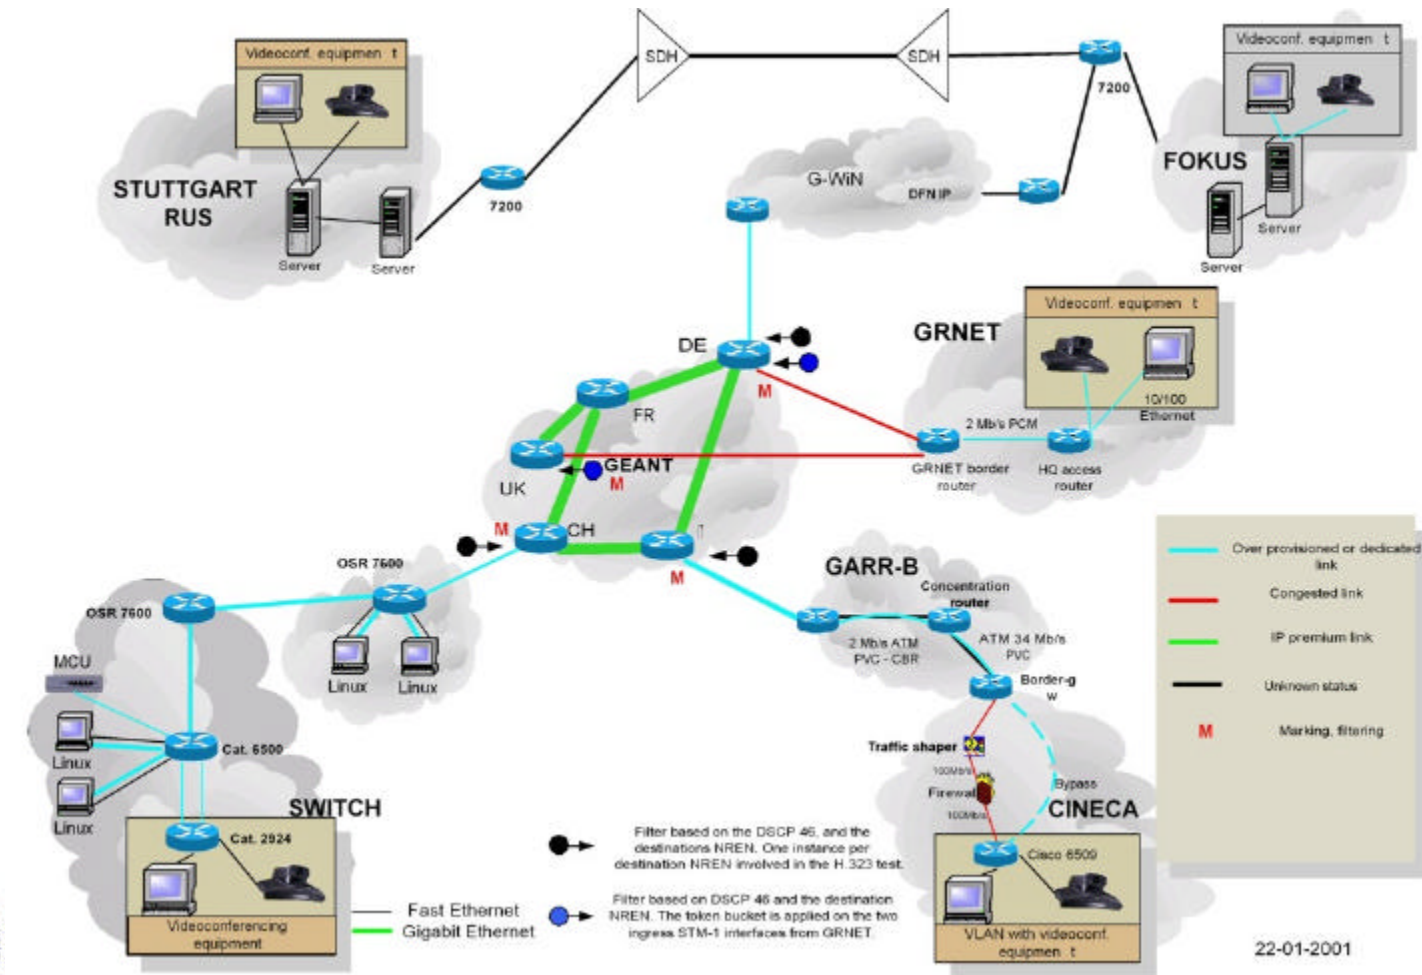 Videoconf. equipmen t
STUTTGART
RUS
Server
Server
7200
SDH
SDH
7200
Videoconf. equipmen t
FOKUS
Server
Server
G-WiN
DFN IP
DE
M
FR
UK
GEANT
M
M
CH
M
GRNET
Videoconf. equipmen t
10/100
Ethernet
2 Mb/s PCM
GRNET border
router
HQ access
router
OSR 7600
OSR 7600
Linux
Linux
MCU
Linux
Linux
Cat. 6500
SWITCH
Cat. 2924
Videoconferencing
equipment
GARR-B
Concentration
router
2 Mb/s ATM
PVC - CBR
ATM 34 Mb/s
PVC
Border-g
w
Traffic shaper
100Mb/s
Firewall
100Mb/s
Bypass
CINECA
Cisco 6509
VLAN with videoconf.
equipmen t
Over provisioned or dedicated
link
Congested link
IP premium link
Unknown status
M
Marking, filtering
Fast Ethernet
Gigabit Ethernet
Filter based on the DSCP 46, and the
destinations NREN. One instance per
destination NREN involved in the H.323 test.
Filter based on DSCP 46 and the destination
NREN. The token bucket is applied on the two
ingress STM-1 interfaces from GRNET.
22-01-2001